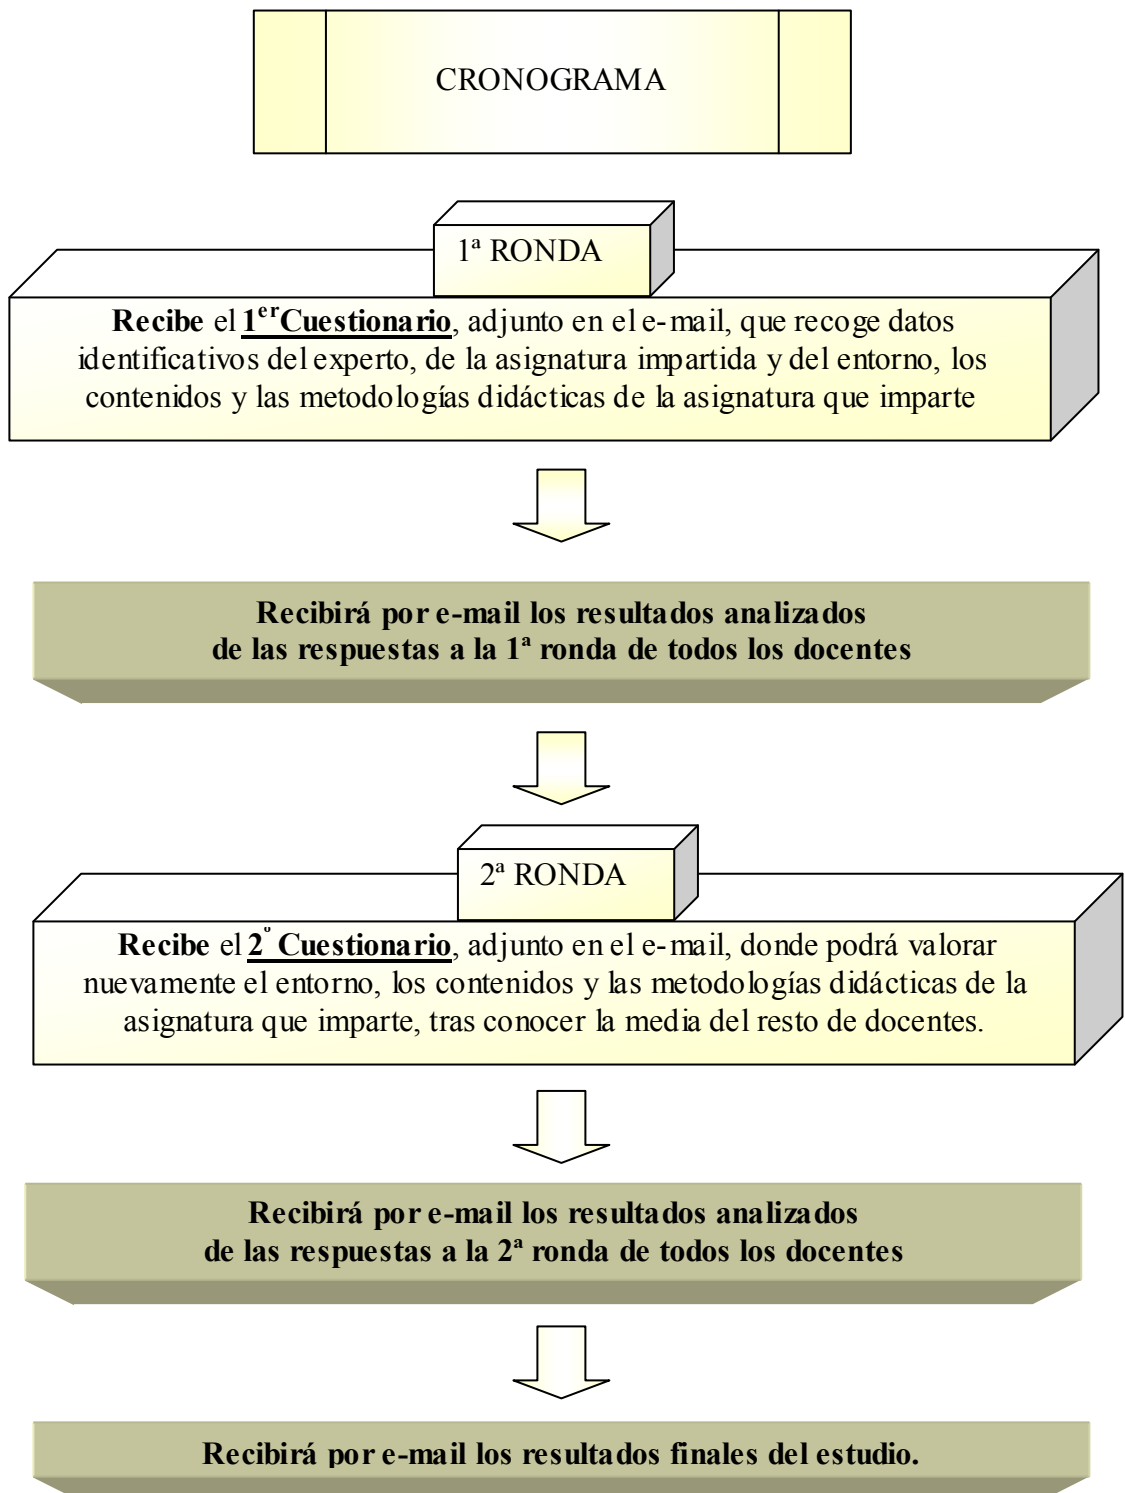 CRONOGRAMA
1ª RONDA
Recibe el 1er Cuestionario, adjunto en el e-mail, que recoge datos
identificativos del experto, de la asignatura impartida y del entorno, los
contenidos y las metodologías didácticas de la asignatura que imparte
Recibirá por e-mail los resultados analizados
de las respuestas a la 1ª ronda de todos los docentes
2ª RONDA
Recibe el 2º Cuestionario, adjunto en el e-mail, donde podrá valorar
nuevamente el entorno, los contenidos y las metodologías didácticas de la
asignatura que imparte, tras conocer la media del resto de docentes.
Recibirá por e-mail los resultados analizados
de las respuestas a la 2ª ronda de todos los docentes
Recibirá por e-mail los resultados finales del estudio.